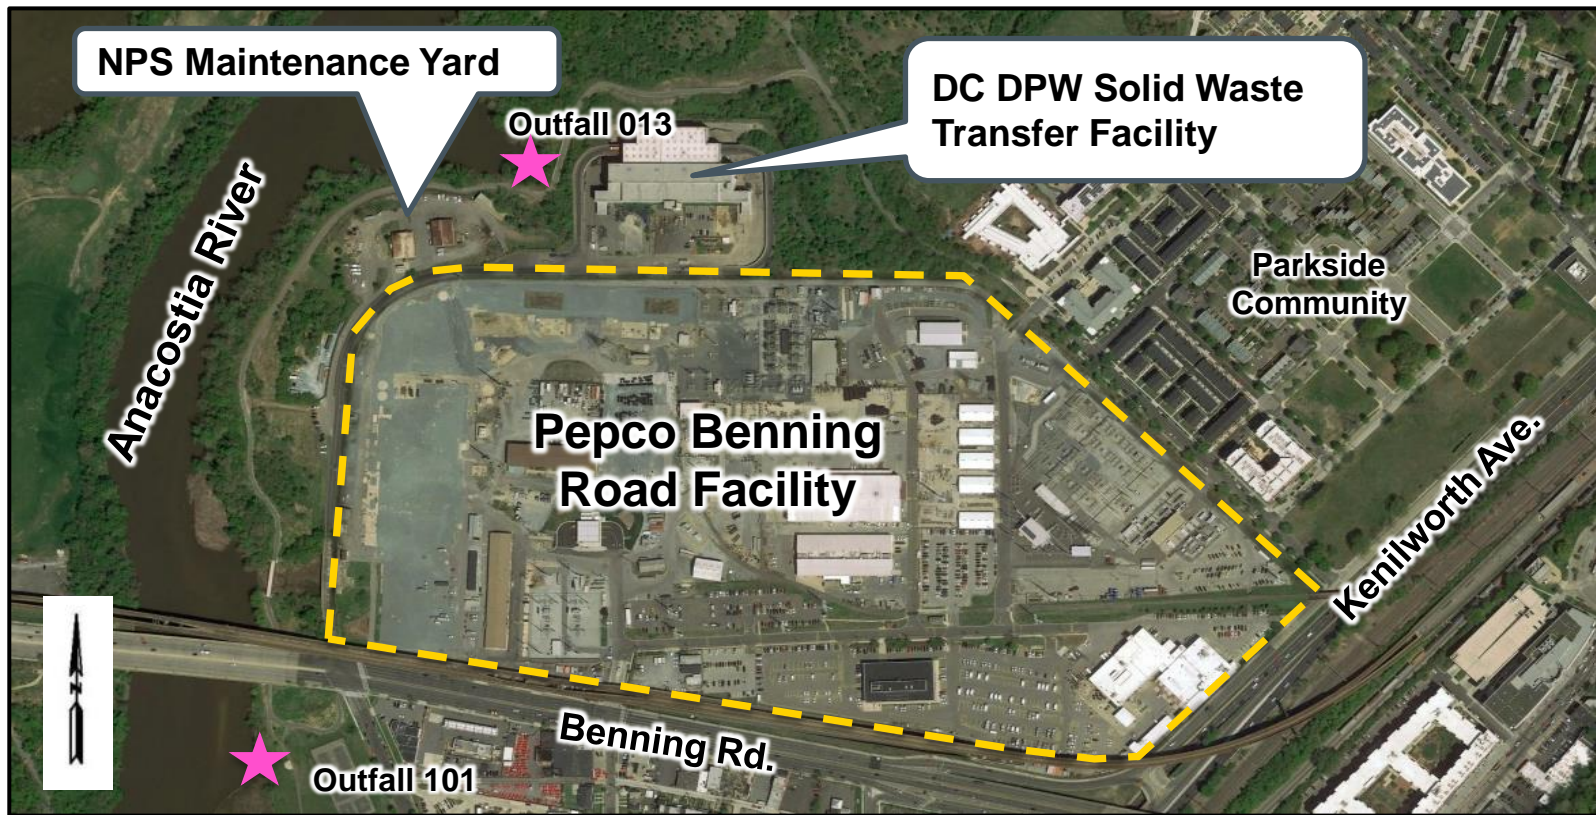 NPS Maintenance Yard
Outfall 013
DC DPW Solid Waste
Transfer Facility
Anacostia River
Parkside
Community
Pepco Benning
Road Facility
Kenilworth Ave.
N
Benning Rd.
Outfall 101